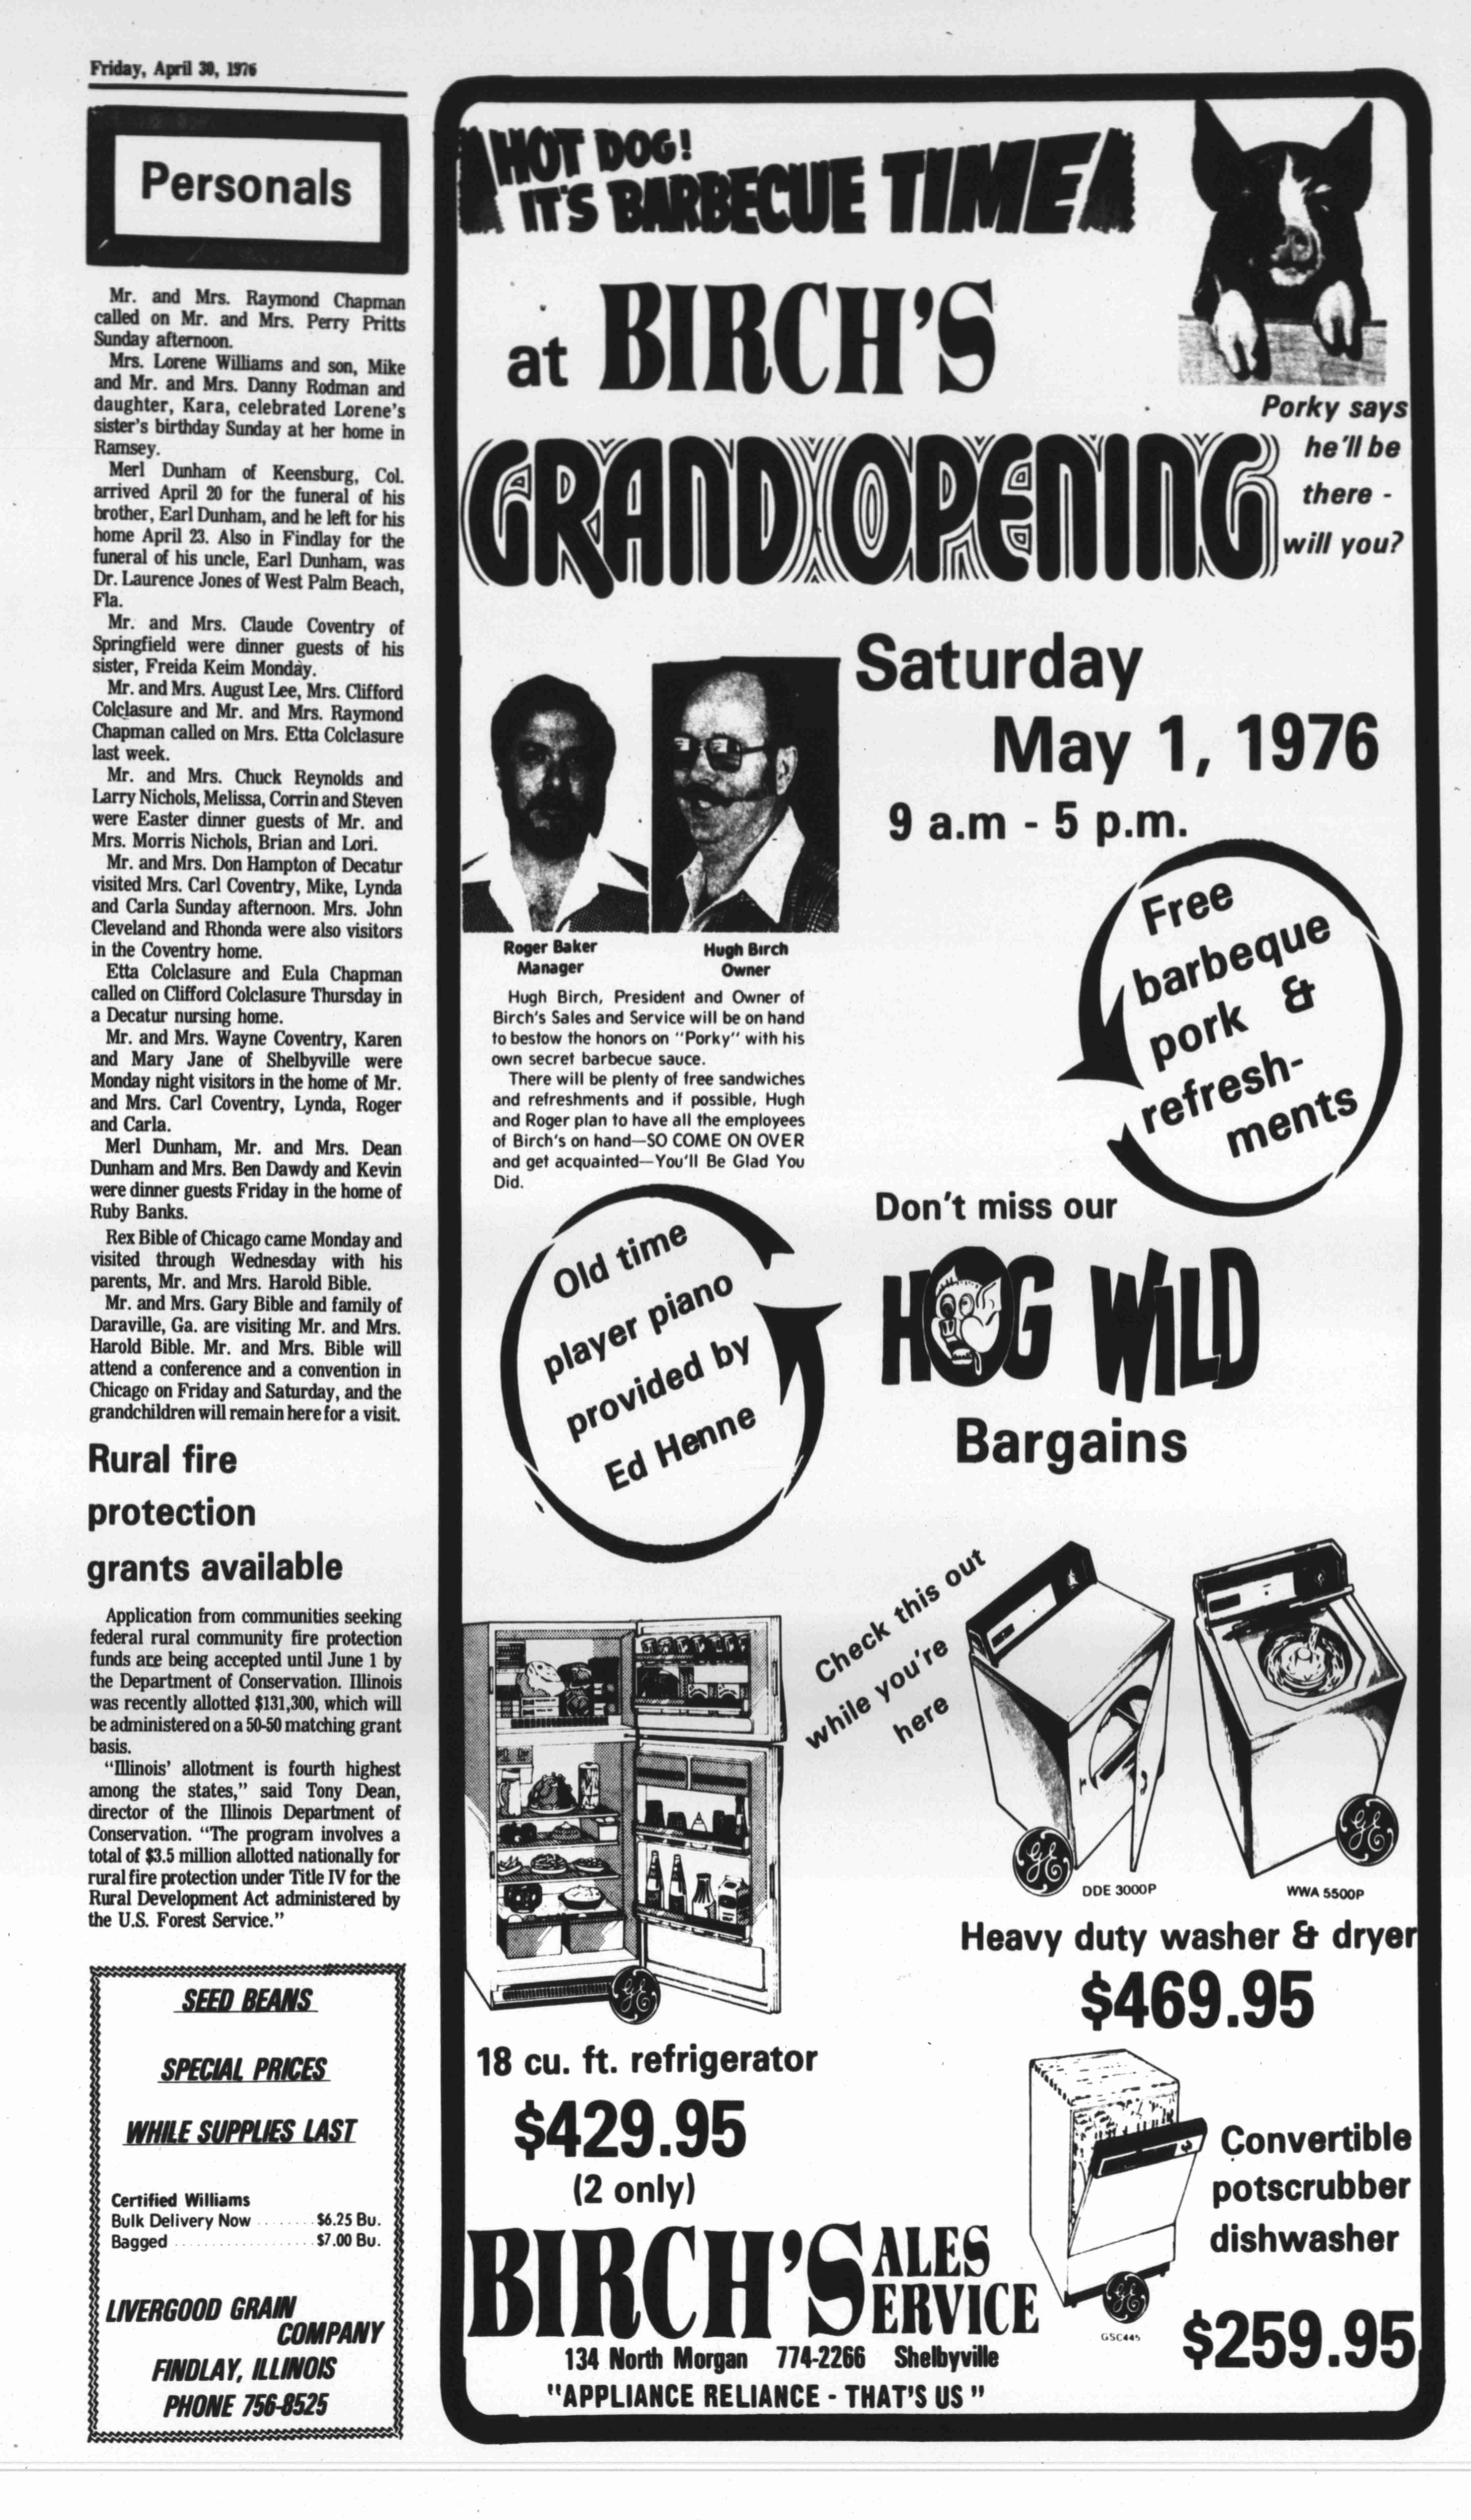 Friday, April 30, 1976
Personals
Mr. and Mrs. Raymond Chapman
called on Mr. and Mrs. Perry Pritts
Sunday afternoon.
Mrs. Lorene Williams and son, Mike
and Mr. and Mrs. Danny Rodman and
daughter, Kara, celebrated Lorene's
sister's birthday Sunday at her home in
Ramsey.
Merl Dunham of Keensburg, Col.
arrived April 20 for the funeral of his
brother, Earl Dunham, and he left for his
home April 23. Also in Findlay for the
funeral of his uncle, Earl Dunham, was
Dr. Laurence Jones of West Palm Beach,
Fla.
Mr. and Mrs. Claude Coventry of
Springfield were dinner guests of his
sister, Freida Keim Monday.
Mr. and Mrs. August Lee, Mrs. Clifford
Colclasure and Mr. and Mrs. Raymond
Chapman called on Mrs. Etta Colclasure
last week.
Mr. and Mrs. Chuck Reynolds and
Larry Nichols, Melissa, Corrin and Steven
were Easter dinner guests of Mr. and
Mrs. Morris Nichols, Brian and Lori.
Mr. and Mrs. Don Hampton of Decatur
visited Mrs. Carl Coventry, Mike, Lynda
and Carla Sunday afternoon. Mrs. John
Cleveland and Rhonda were also visitors
in the Coventry home.
Etta Colclasure and Eula Chapman
called on Clifford Colclasure Thursday in
a Decatur nursing home.
Mr. and Mrs. Wayne Coventry, Karen
and Mary Jane of Shelbyville were
Monday night visitors in the home of Mr.
and Mrs. Carl Coventry, Lynda, Roger
and Carla.
Merl Dunham, Mr. and Mrs. Dean
Dunham and Mrs. Ben Dawdy and Kevin
were dinner guests Friday in the home of
Ruby Banks.
Rex Bible of Chicago came Monday and
visited through Wednesday with his
parents, Mr. and Mrs. Harold Bible.
Mr. and Mrs. Gary Bible and family of
Daraville, Ga. are visiting Mr. and Mrs.
Harold Bible. Mr. and Mrs. Bible will
attend a conference and a convention in
Chicago on Friday and Saturday, and the
grandchildren will remain here for a visit.
Rural fire
protection
grants available
Application from communities seeking
federal rural community fire protection
funds are being accepted until June 1 by
the Department of Conservation. Illinois
was recently allotted $131,300, which will
be administered on a 50-50 matching grant
basis.
"Illinois' allotment is fourth highest
among the states," said Tony Dean,
director of the Illinois Department of
Conservation. "The program involves a
total of $3.5 million allotted nationally for
rural fire protection under Title IV for the
Rural Development Act administered by
the U.S. Forest Service."
SEED BEANS
SPECIAL PRICES
WHILE SUPPLIES LAST
Certified Williams
Bulk Delivery Now ........ $6.25 Bu.
Bagged .................. $7.00 Bu.
LIVERGOOD GRAIN
COMPANY
FINDLAY, ILLINOIS
PHONE 756-8525
HOT DOG!
IT'S BARBECUE TIME
at BIRCH'S
GRAND OPENING
Porky says
he'll be
there -
will you?
Saturday
May 1, 1976
9 a.m - 5 p.m.
Roger Baker
Manager
Hugh Birch
Owner
Hugh Birch, President and Owner of
Birch's Sales and Service will be on hand
to bestow the honors on "Porky" with his
own secret barbecue sauce.
There will be plenty of free sandwiches
and refreshments and if possible, Hugh
and Roger plan to have all the employees
of Birch's on hand—SO COME ON OVER
and get acquainted—You'll Be Glad You
Did.
Free
barbeque
pork &
refresh-
ments
Old time
player piano
provided by
Ed Henne
Don't miss our
HOG WILD
Bargains
Check this out
while you're
here
GE
GE
DDE 3000P
WWA 5500P
Heavy duty washer & dryer
$469.95
GE
18 cu. ft. refrigerator
$429.95
(2 only)
Convertible
potscrubber
dishwasher
GE
GSC445
$259.95
BIRCH'S SALES
SERVICE
134 North Morgan 774-2266 Shelbyville
"APPLIANCE RELIANCE - THAT'S US"